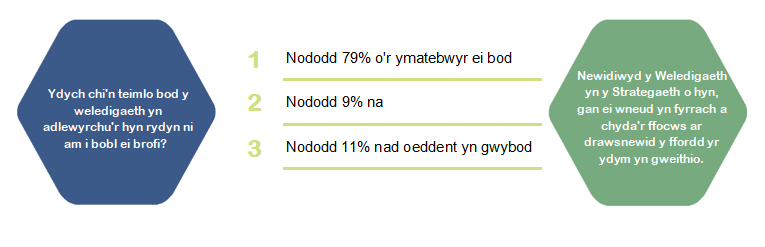 Ydych chi'n teimlo bod y
weledigaeth yn
adlewyrchu'r hyn rydyn ni
am i bobl ei brofi?
1 Nododd 79% o'r ymatebwyr ei bod
2 Nododd 9% na
3 Nododd 11% nad oeddent yn gwybod
Newidiwyd y Weledigaeth
yn y Strategaeth o hyn,
gan ei wneud yn fyrrach a
chyda'r ffocws ar
drawsnewid y ffordd yr
ydym yn gweithio.